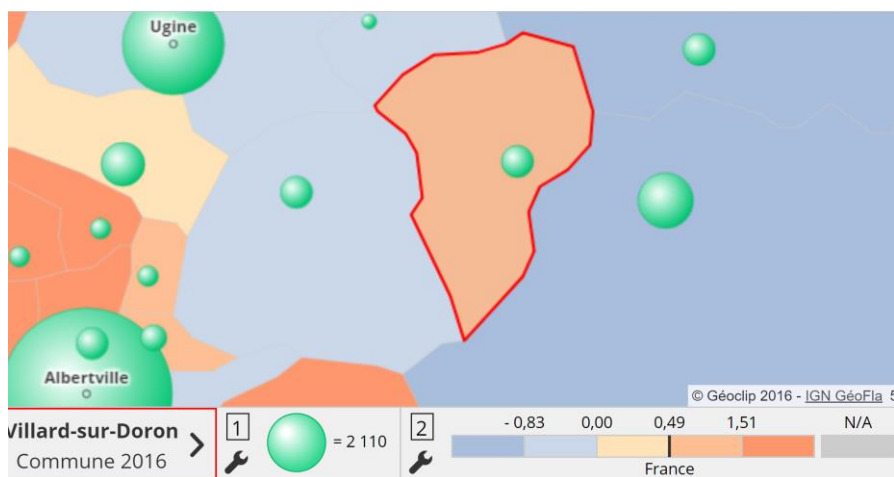 Ugine
Albertville
© Géoclip 2016 - IGN GéoFla 5
Villard-sur-Doron
Commune 2016
1
= 2 110
2
- 0,83 0,00 0,49 1,51 N/A
France